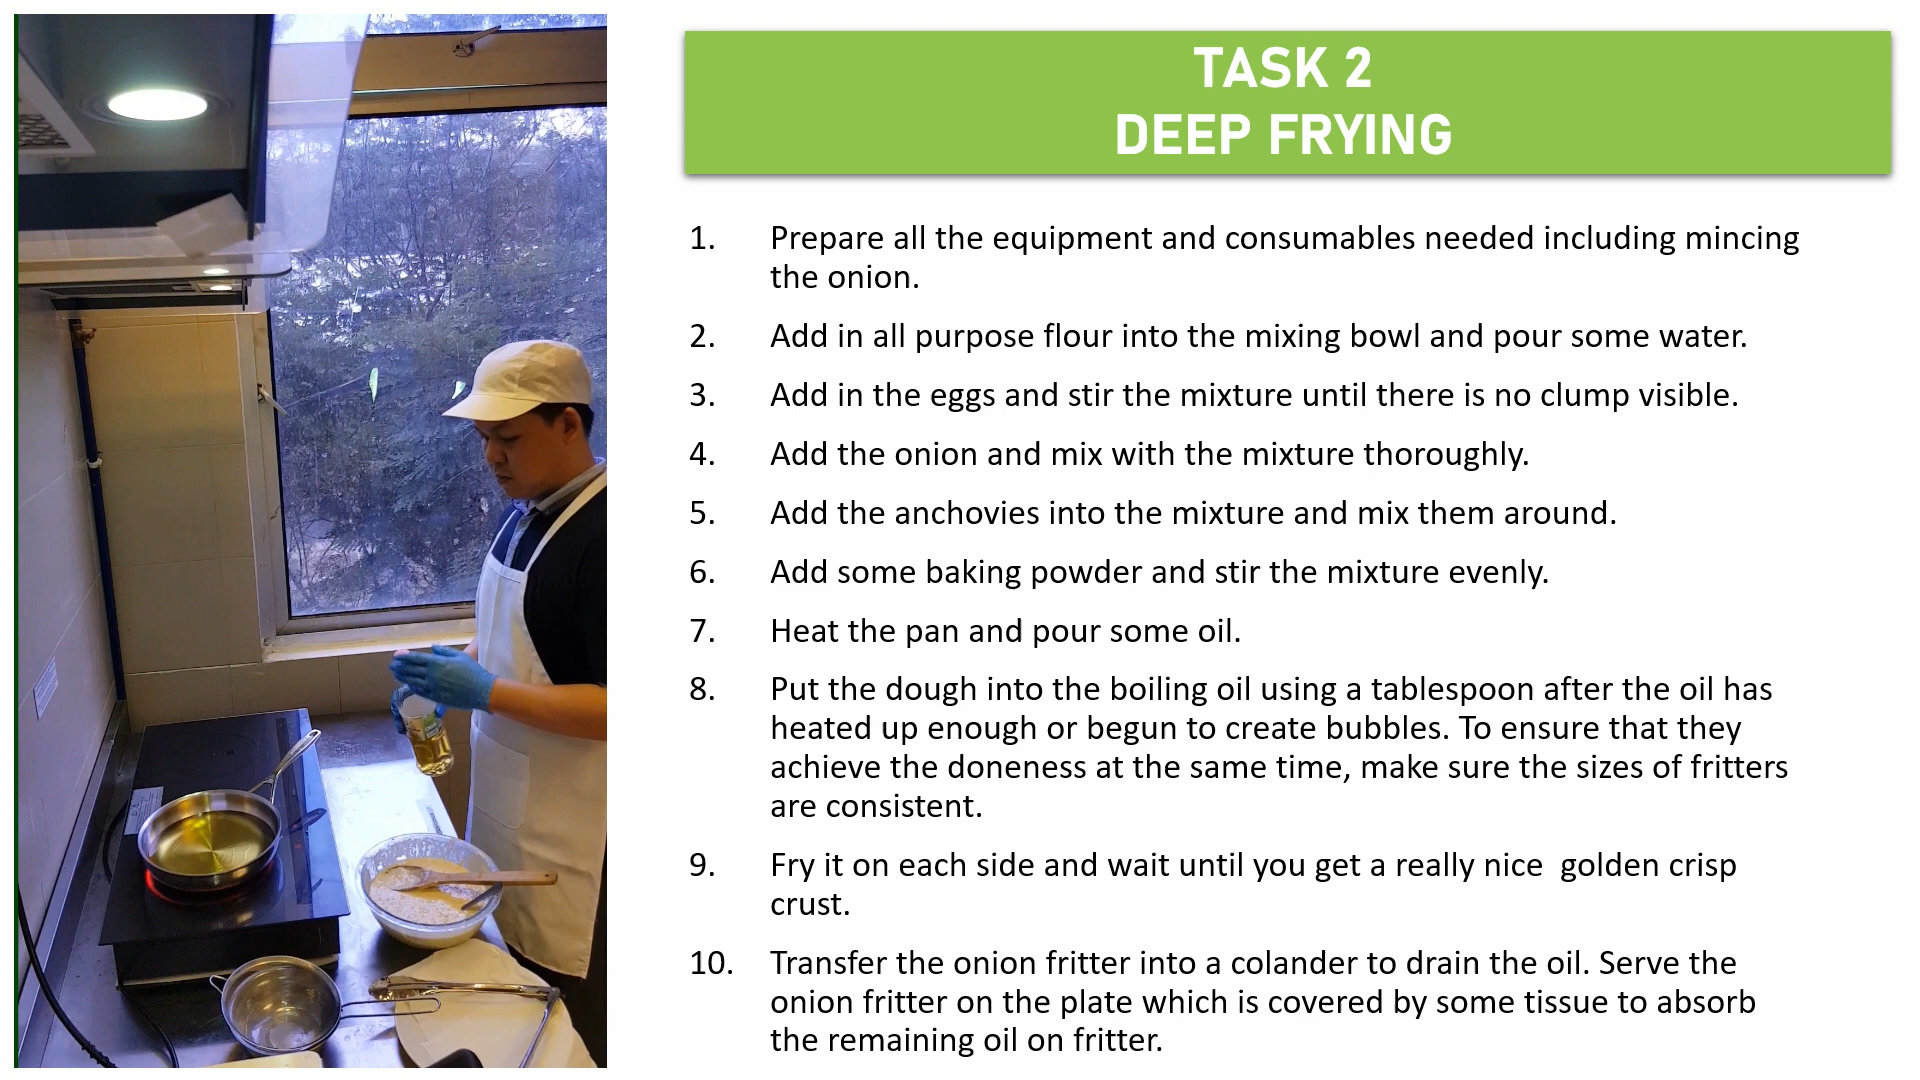 TASK 2
DEEP FRYING
1. Prepare all the equipment and consumables needed including mincing
the onion.
2. Add in all purpose flour into the mixing bowl and pour some water.
3. Add in the eggs and stir the mixture until there is no clump visible.
4. Add the onion and mix with the mixture thoroughly.
5. Add the anchovies into the mixture and mix them around.
6. Add some baking powder and stir the mixture evenly.
7. Heat the pan and pour some oil.
8. Put the dough into the boiling oil using a tablespoon after the oil has
heated up enough or begun to create bubbles. To ensure that they
achieve the doneness at the same time, make sure the sizes of fritters
are consistent.
9. Fry it on each side and wait until you get a really nice  golden crisp
crust.
10. Transfer the onion fritter into a colander to drain the oil. Serve the
onion fritter on the plate which is covered by some tissue to absorb
the remaining oil on fritter.